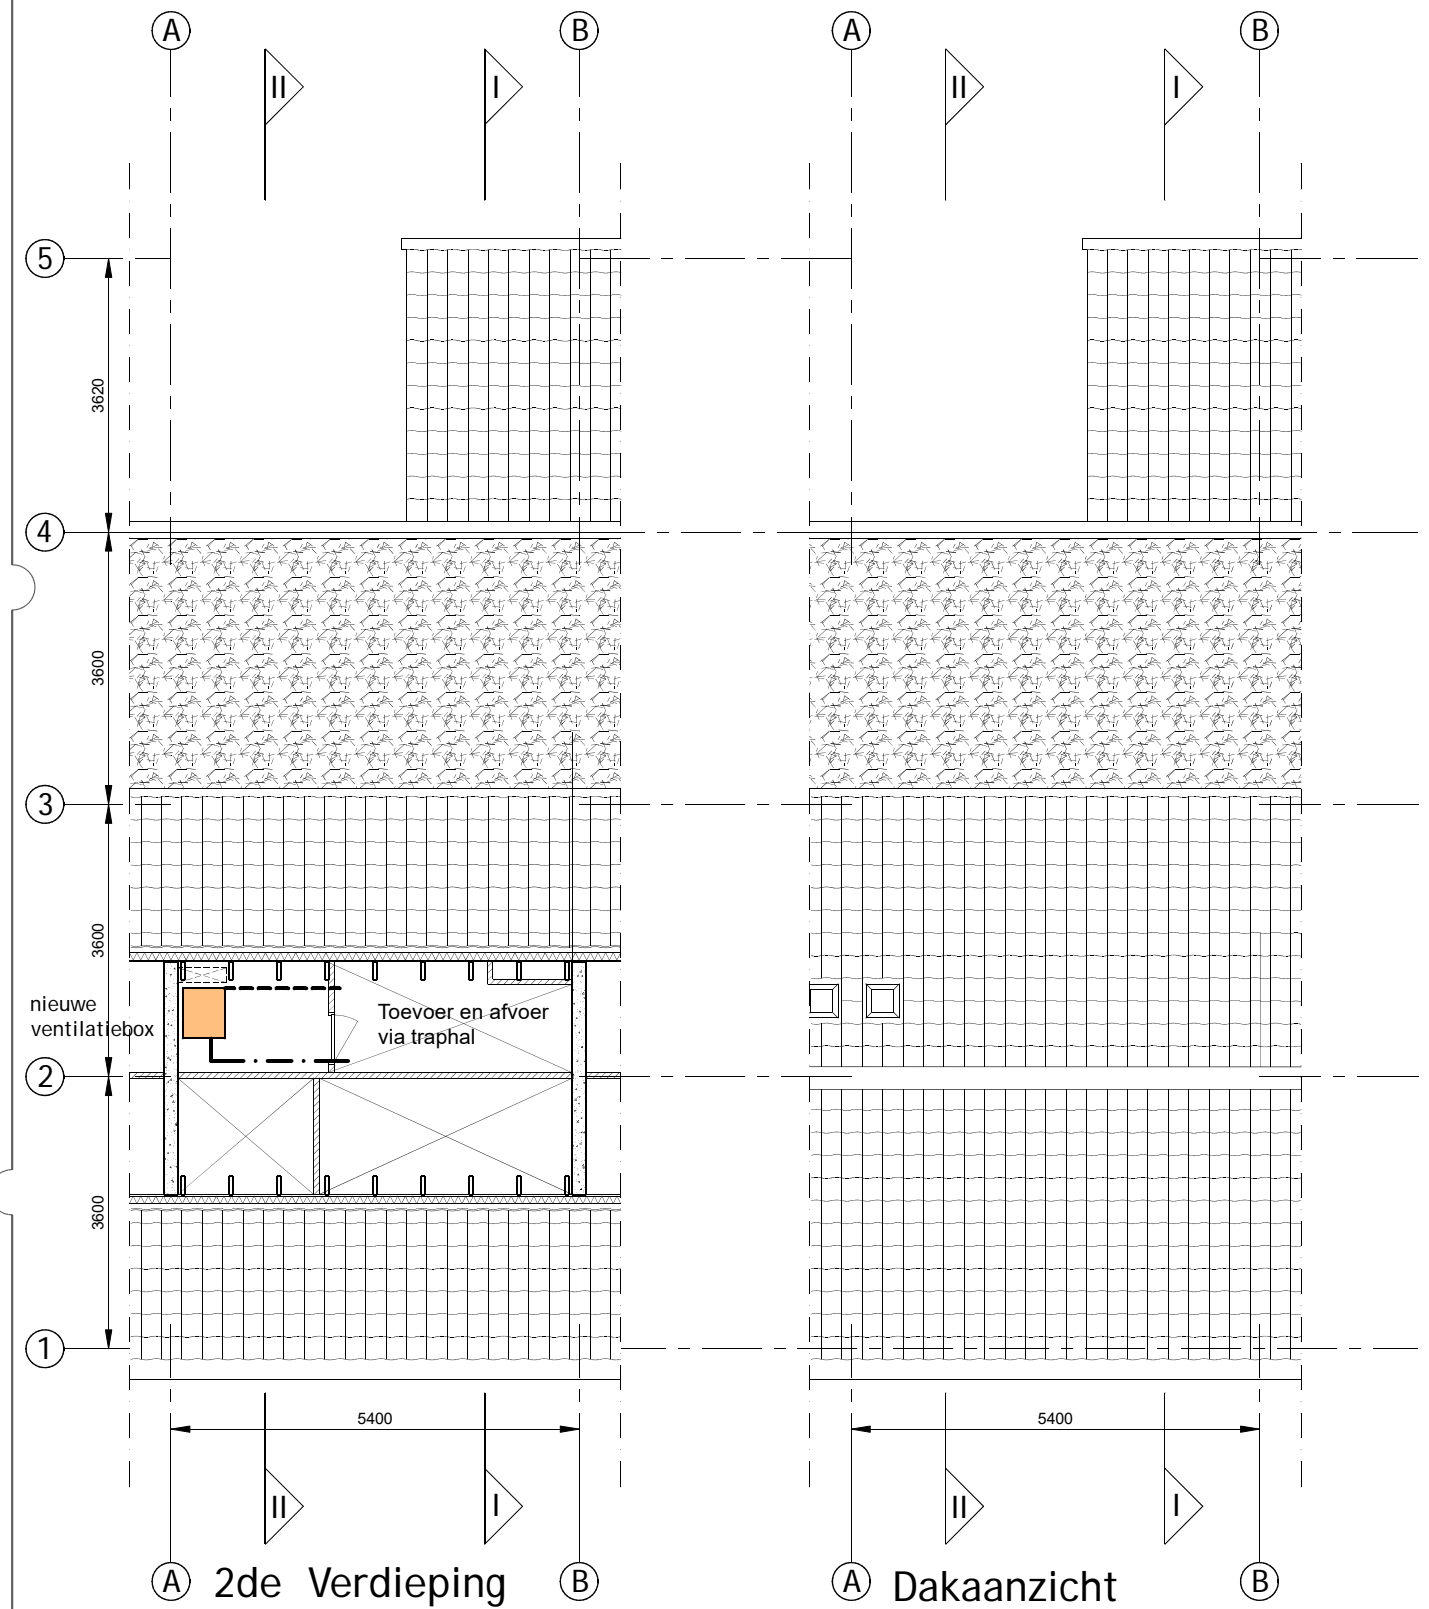 A
B
A
B
II
I
II
I
5
3620
4
3600
3
3600
nieuwe
ventilatiebox
Toevoer en afvoer
via traphal
2
3600
1
5400
5400
II
I
II
I
A
2de Verdieping
B
A
Dakaanzicht
B